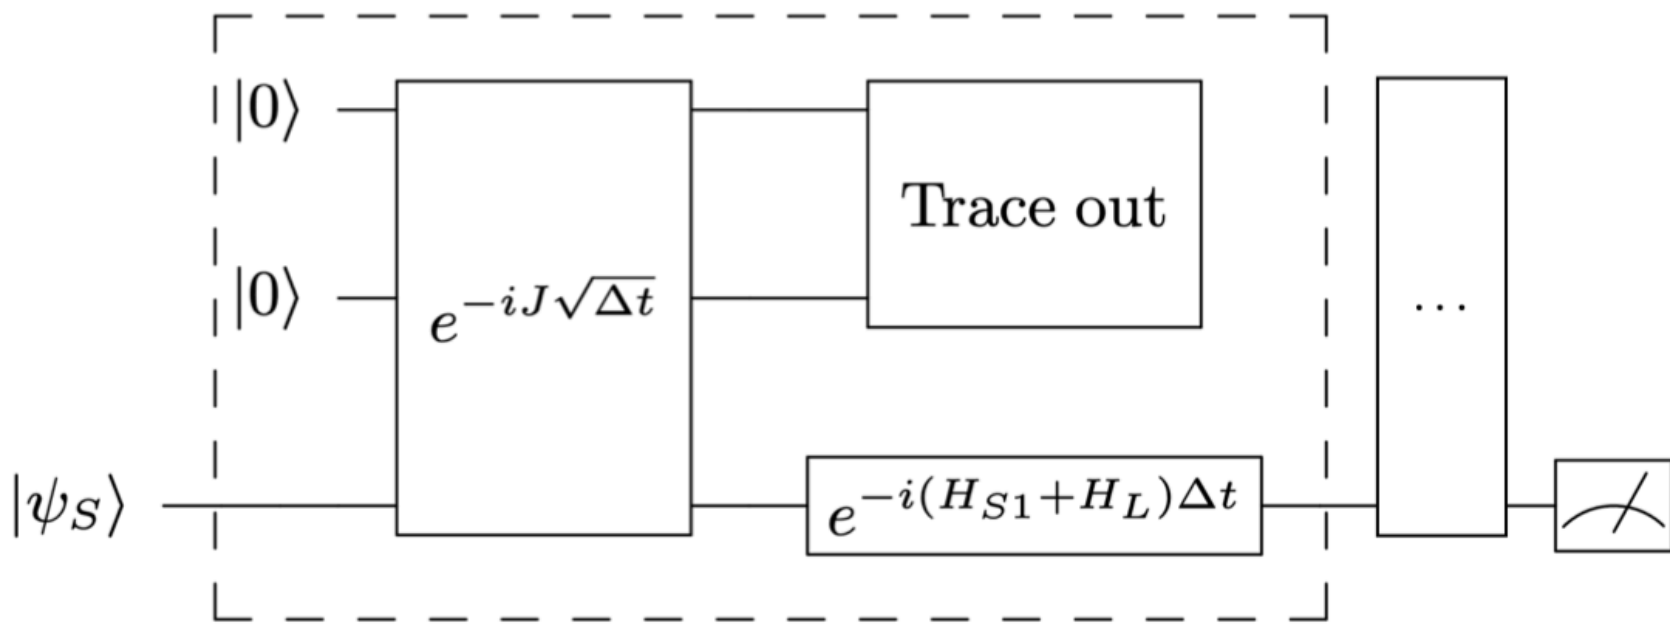 |0⟩
Trace out
|0⟩
e^{-iJ√Δt}
...
|ψ_S⟩
e^{-i(H_{S1}+H_L)Δt}